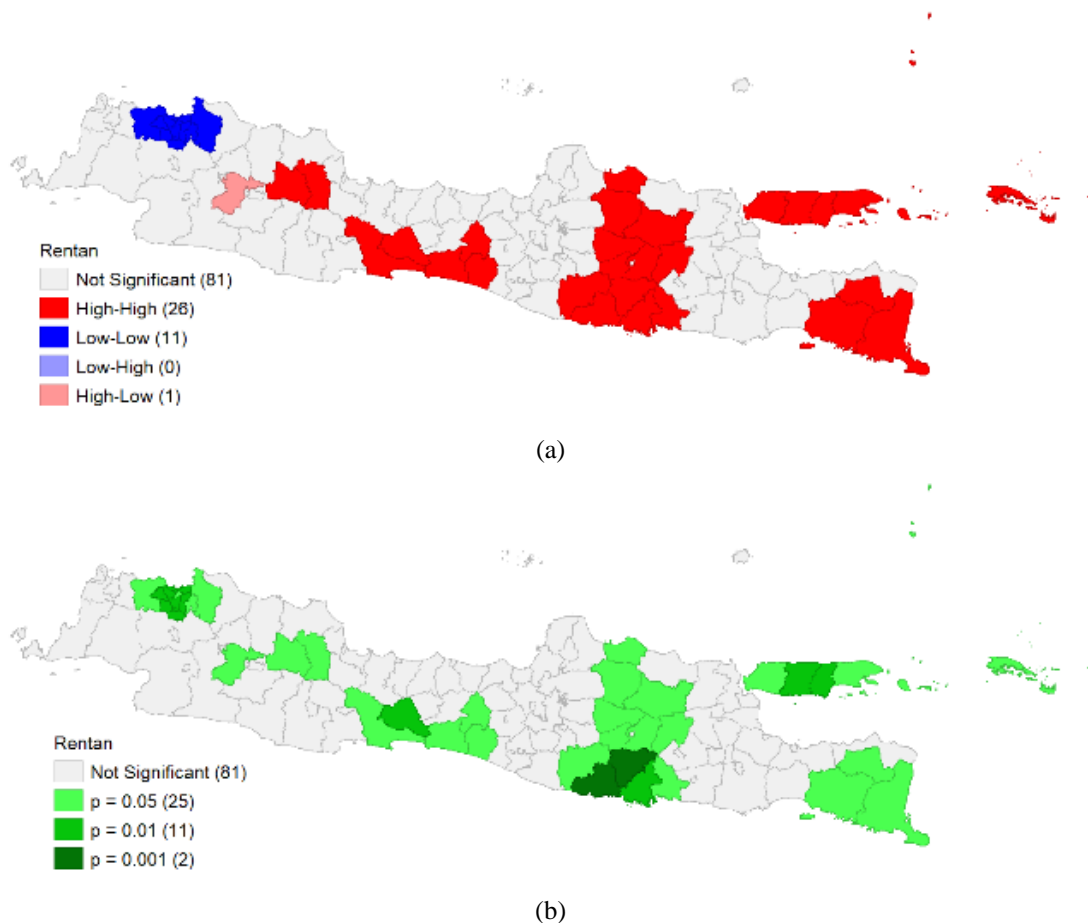 Rentan
Not Significant (81)
High-High (26)
Low-Low (11)
Low-High (0)
High-Low (1)
(a)
Rentan
Not Significant (81)
p = 0.05 (25)
p = 0.01 (11)
p = 0.001 (2)
(b)